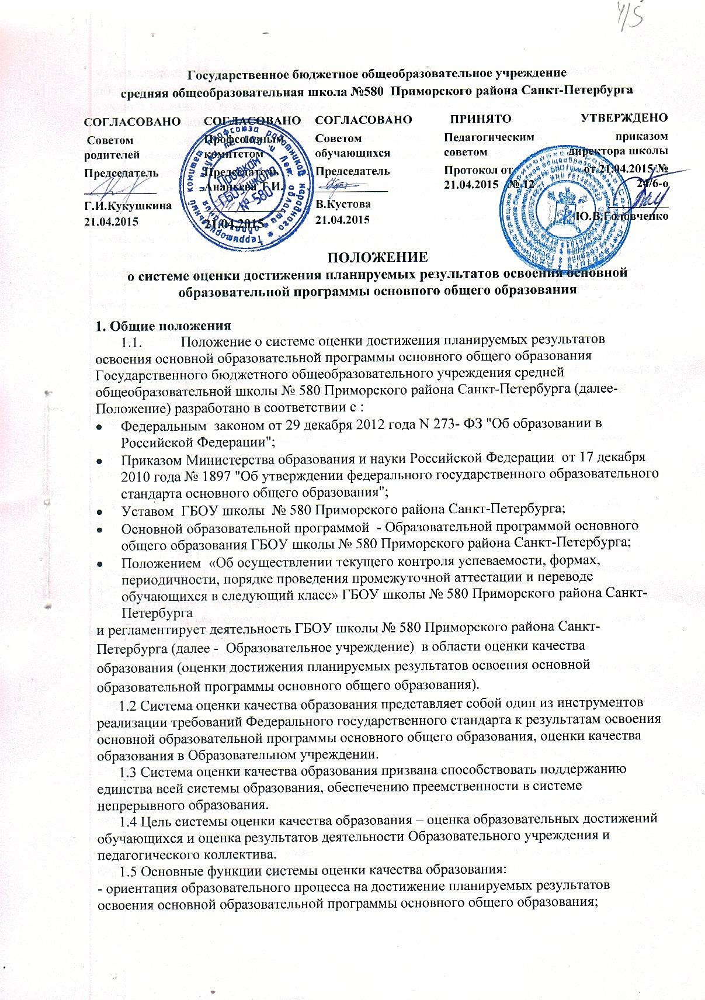 4/5
Государственное бюджетное общеобразовательное учреждение
средняя общеобразовательная школа №580 Приморского района Санкт-Петербурга
СОГЛАСОВАНО
Советом
родителей
Председатель
Г.И.Кукушкина
21.04.2015
СОГЛАСОВАНО
Профсоюзным
комитетом
Председатель
Ананьева Т.И.
21.04.2015
Профком
ГБОУ школа
№ 580
СОГЛАСОВАНО
Советом
обучающихся
Председатель
В.Кустова
21.04.2015
ПРИНЯТО
Педагогическим
советом
Протокол от
21.04.2015 № 12
УТВЕРЖДЕНО
приказом
директора школы
от 21.04.2015 №
24/6-о
Ю.В.Головченко
ПОЛОЖЕНИЕ
о системе оценки достижения планируемых результатов освоения основной
образовательной программы основного общего образования
1. Общие положения
1.1. Положение о системе оценки достижения планируемых результатов
освоения основной образовательной программы основного общего образования
Государственного бюджетного общеобразовательного учреждения средней
общеобразовательной школы № 580 Приморского района Санкт-Петербурга (далее-
Положение) разработано в соответствии с :
• Федеральным законом от 29 декабря 2012 года N 273- ФЗ "Об образовании в
Российской Федерации";
• Приказом Министерства образования и науки Российской Федерации от 17 декабря
2010 года № 1897 "Об утверждении федерального государственного образовательного
стандарта основного общего образования";
• Уставом ГБОУ школы № 580 Приморского района Санкт-Петербурга;
• Основной образовательной программой - Образовательной программой основного
общего образования ГБОУ школы № 580 Приморского района Санкт-Петербурга;
• Положением «Об осуществлении текущего контроля успеваемости, формах,
периодичности, порядке проведения промежуточной аттестации и переводе
обучающихся в следующий класс» ГБОУ школы № 580 Приморского района Санкт-
Петербурга
и регламентирует деятельность ГБОУ школы № 580 Приморского района Санкт-
Петербурга (далее - Образовательное учреждение) в области оценки качества
образования (оценки достижения планируемых результатов освоения основной
образовательной программы основного общего образования).
1.2 Система оценки качества образования представляет собой один из инструментов
реализации требований Федерального государственного стандарта к результатам освоения
основной образовательной программы основного общего образования, оценки качества
образования в Образовательном учреждении.
1.3 Система оценки качества образования призвана способствовать поддержанию
единства всей системы образования, обеспечению преемственности в системе
непрерывного образования.
1.4 Цель системы оценки качества образования – оценка образовательных достижений
обучающихся и оценка результатов деятельности Образовательного учреждения и
педагогического коллектива.
1.5 Основные функции системы оценки качества образования:
- ориентация образовательного процесса на достижение планируемых результатов
освоения основной образовательной программы основного общего образования;